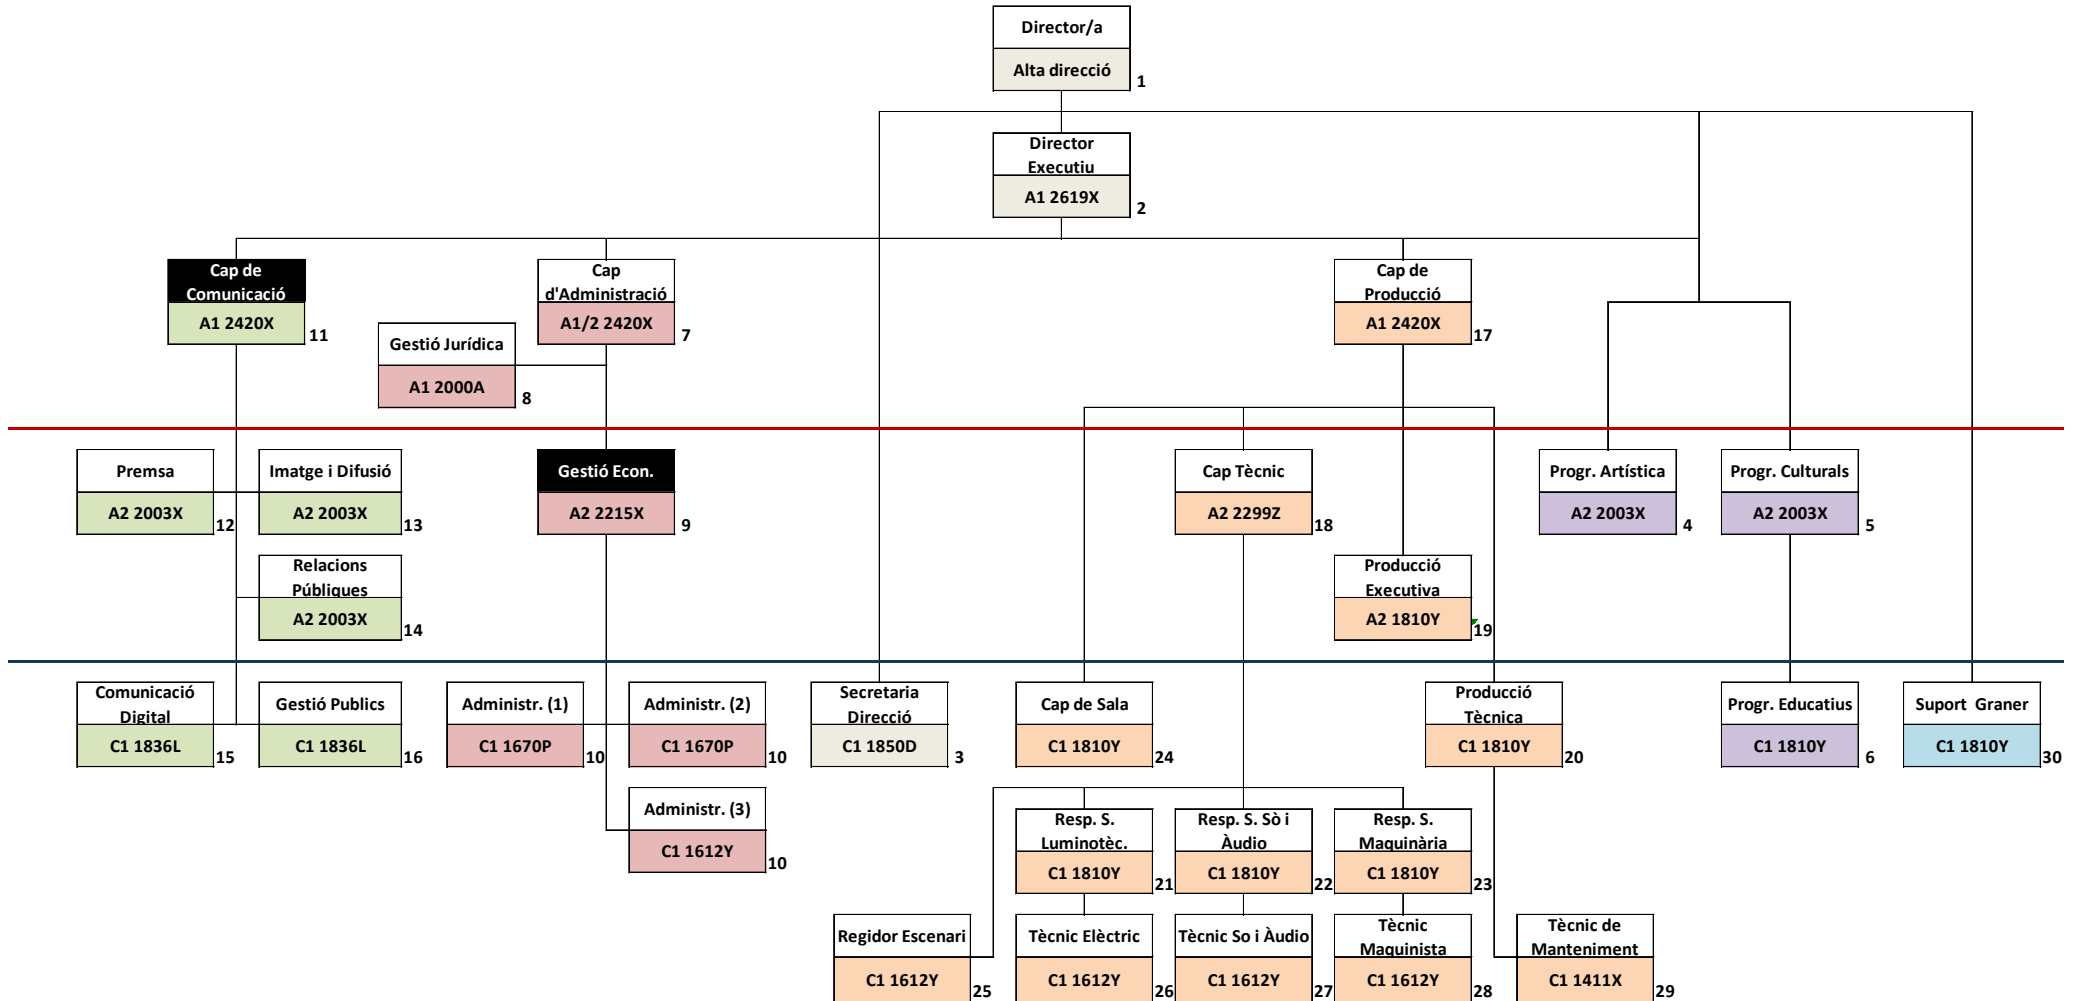 Director/a
Alta direcció
1
Director
Executiu
A1 2619X
2
Cap de
Comunicació
A1 2420X
11
Cap
d'Administració
A1/2 2420X
7
Cap de
Producció
A1 2420X
17
Gestió Jurídica
A1 2000A
8
Premsa
A2 2003X
12
Imatge i Difusió
A2 2003X
13
Gestió Econ.
A2 2215X
9
Cap Tècnic
A2 2299Z
18
Progr. Artística
A2 2003X
4
Progr. Culturals
A2 2003X
5
Relacions
Públiques
A2 2003X
14
Producció
Executiva
A2 1810Y
19
Comunicació
Digital
C1 1836L
15
Gestió Publics
C1 1836L
16
Administr. (1)
C1 1670P
10
Administr. (2)
C1 1670P
10
Secretaria
Direcció
C1 1850D
3
Cap de Sala
C1 1810Y
24
Producció
Tècnica
C1 1810Y
20
Progr. Educatius
C1 1810Y
6
Suport Graner
C1 1810Y
30
Administr. (3)
C1 1612Y
10
Resp. S.
Luminotèc.
C1 1810Y
21
Resp. S. Sò i
Àudio
C1 1810Y
22
Resp. S.
Maquinària
C1 1810Y
23
Regidor Escenari
C1 1612Y
25
Tècnic Elèctric
C1 1612Y
26
Tècnic So i Àudio
C1 1612Y
27
Tècnic
Maquinista
C1 1612Y
28
Tècnic de
Manteniment
C1 1411X
29